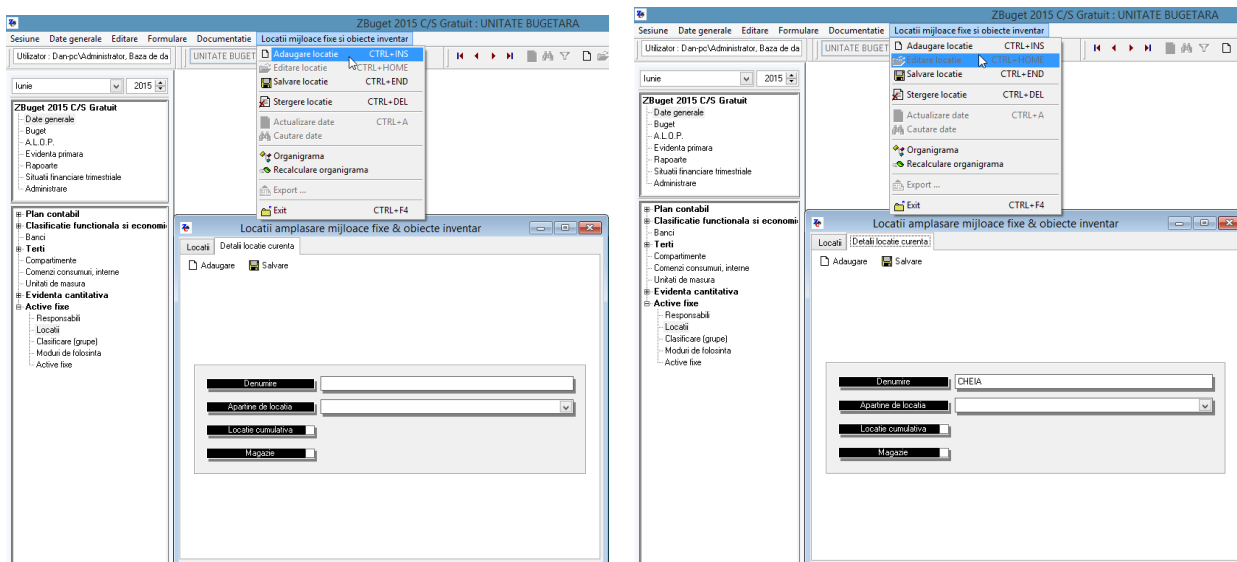 ZBuget 2015 C/S Gratuit : UNITATE BUGETARA
Sesiune Date generale Editare Formulare Documentatie Locatii mijloace fixe si obiecte inventar
Utilizator : Dan-pc\Administrator, Baza de da
UNITATE BUGET
Adaugare locatie CTRL+INS
Editare locatie CTRL+HOME
Salvare locatie CTRL+END
Stergere locatie CTRL+DEL
Actualizare date CTRL+A
Cautare date
Organigrama
Recalculare organigrama
Export ...
Exit CTRL+F4
Iunie 2015
ZBuget 2015 C/S Gratuit
Date generale
Buget
A.L.O.P.
Evidenta primara
Rapoarte
Situatii financiare trimestriale
Administrare
Plan contabil
Clasificatie functionala si economi
Banci
Terti
Compartimente
Comenzi consumuri, interne
Unitati de masura
Evidenta cantitativa
Active fixe
Responsabili
Locatii
Clasificare (grupe)
Moduri de folosinta
Active fixe
Locatii amplasare mijloace fixe & obiecte inventar
Locatii Detalii locatie curenta
Adaugare Salvare
Denumire
Apartine de locatia
Locatie cumulativa
Magazie
ZBuget 2015 C/S Gratuit : UNITATE BUGETARA
Sesiune Date generale Editare Formulare Documentatie Locatii mijloace fixe si obiecte inventar
Utilizator : Dan-pc\Administrator, Baza de da
UNITATE BUGET
Adaugare locatie CTRL+INS
Editare locatie CTRL+HOME
Salvare locatie CTRL+END
Stergere locatie CTRL+DEL
Actualizare date CTRL+A
Cautare date
Organigrama
Recalculare organigrama
Export ...
Exit CTRL+F4
Iunie 2015
ZBuget 2015 C/S Gratuit
Date generale
Buget
A.L.O.P.
Evidenta primara
Rapoarte
Situatii financiare trimestriale
Administrare
Plan contabil
Clasificatie functionala si economi
Banci
Terti
Compartimente
Comenzi consumuri, interne
Unitati de masura
Evidenta cantitativa
Active fixe
Responsabili
Locatii
Clasificare (grupe)
Moduri de folosinta
Active fixe
Locatii amplasare mijloace fixe & obiecte inventar
Locatii Detalii locatie curenta
Adaugare Salvare
Denumire CHEIA
Apartine de locatia
Locatie cumulativa
Magazie